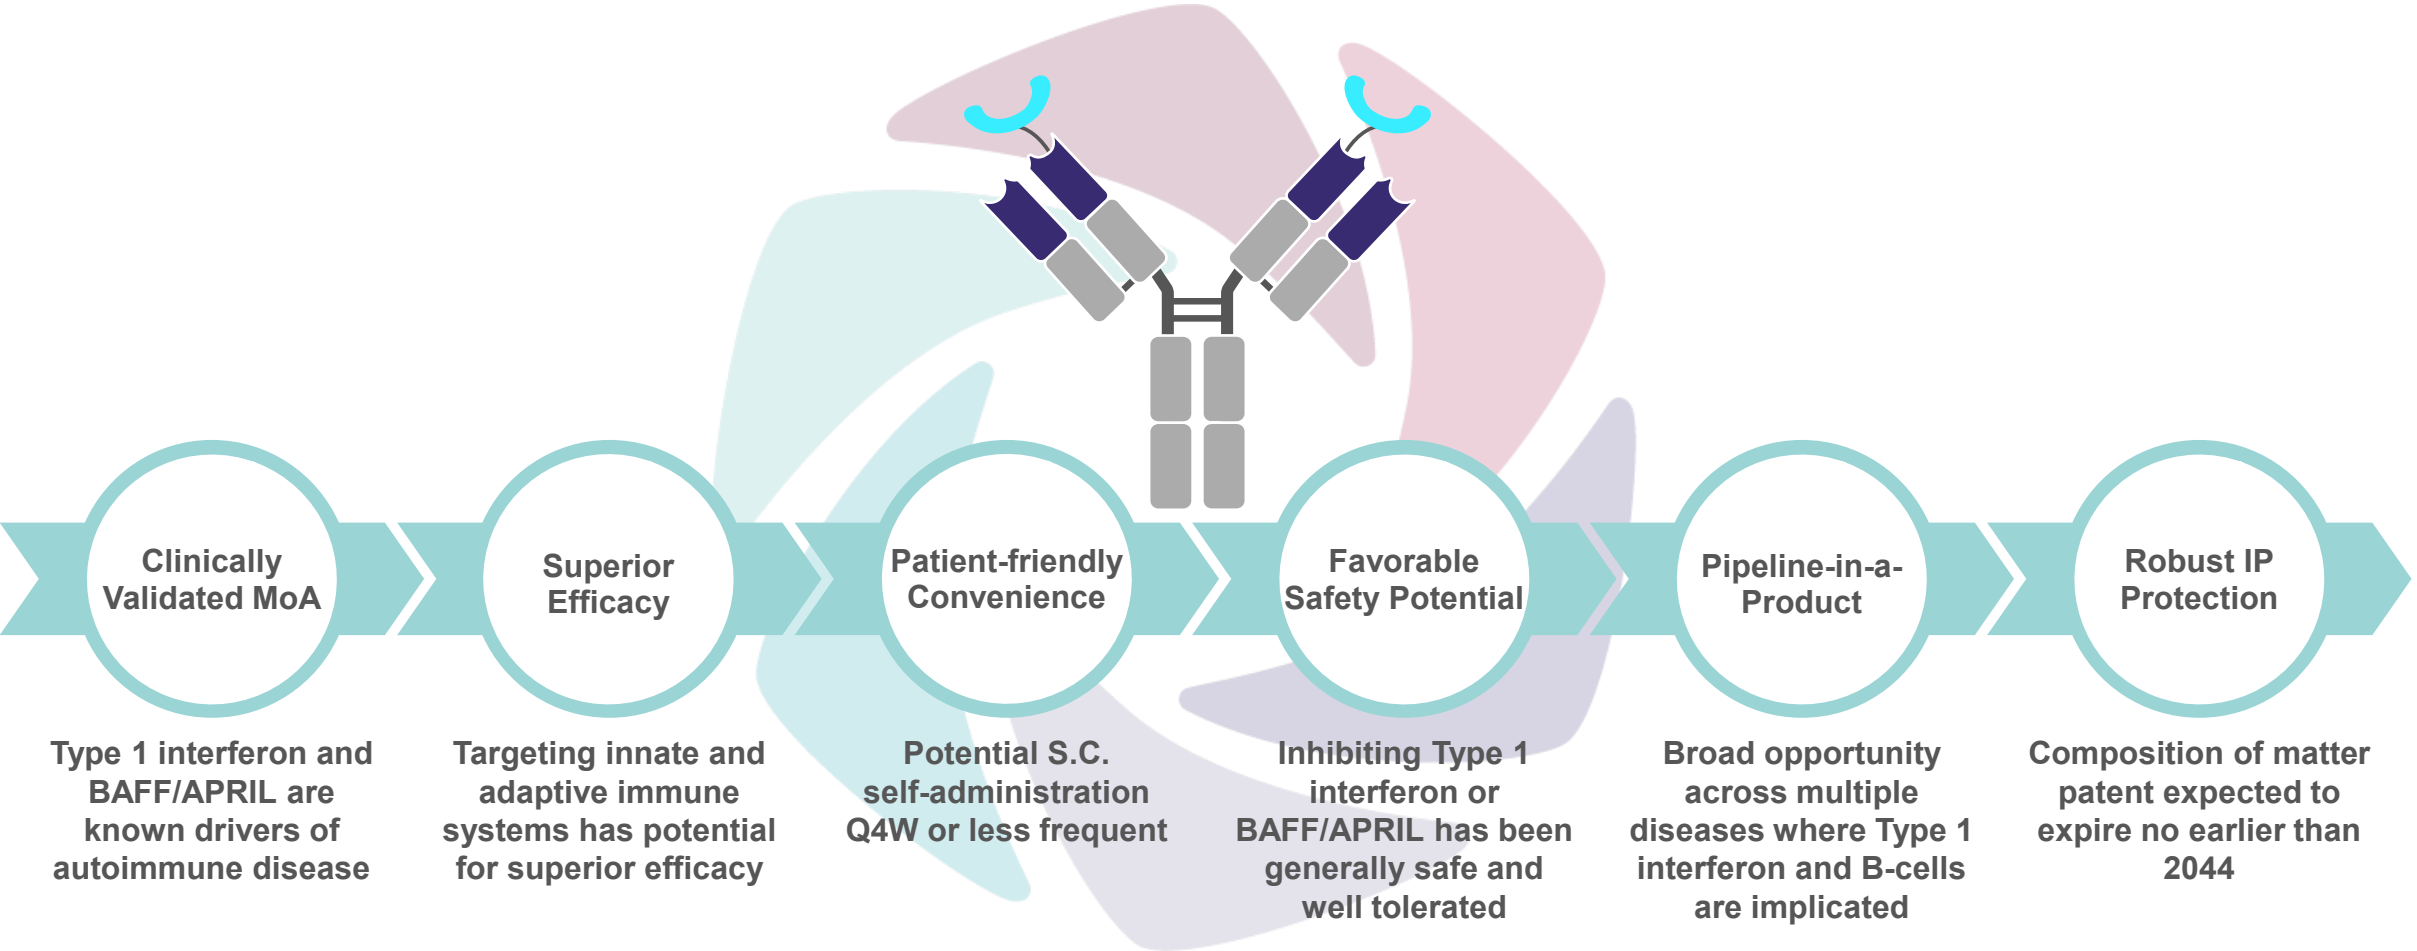 Clinically
Validated MoA
Type 1 interferon and
BAFF/APRIL are
known drivers of
autoimmune disease
Superior
Efficacy
Targeting innate and
adaptive immune
systems has potential
for superior efficacy
Patient-friendly
Convenience
Potential S.C.
self-administration
Q4W or less frequent
Favorable
Safety Potential
Inhibiting Type 1
interferon or
BAFF/APRIL has been
generally safe and
well tolerated
Pipeline-in-a-
Product
Broad opportunity
across multiple
diseases where Type 1
interferon and B-cells
are implicated
Robust IP
Protection
Composition of matter
patent expected to
expire no earlier than
2044